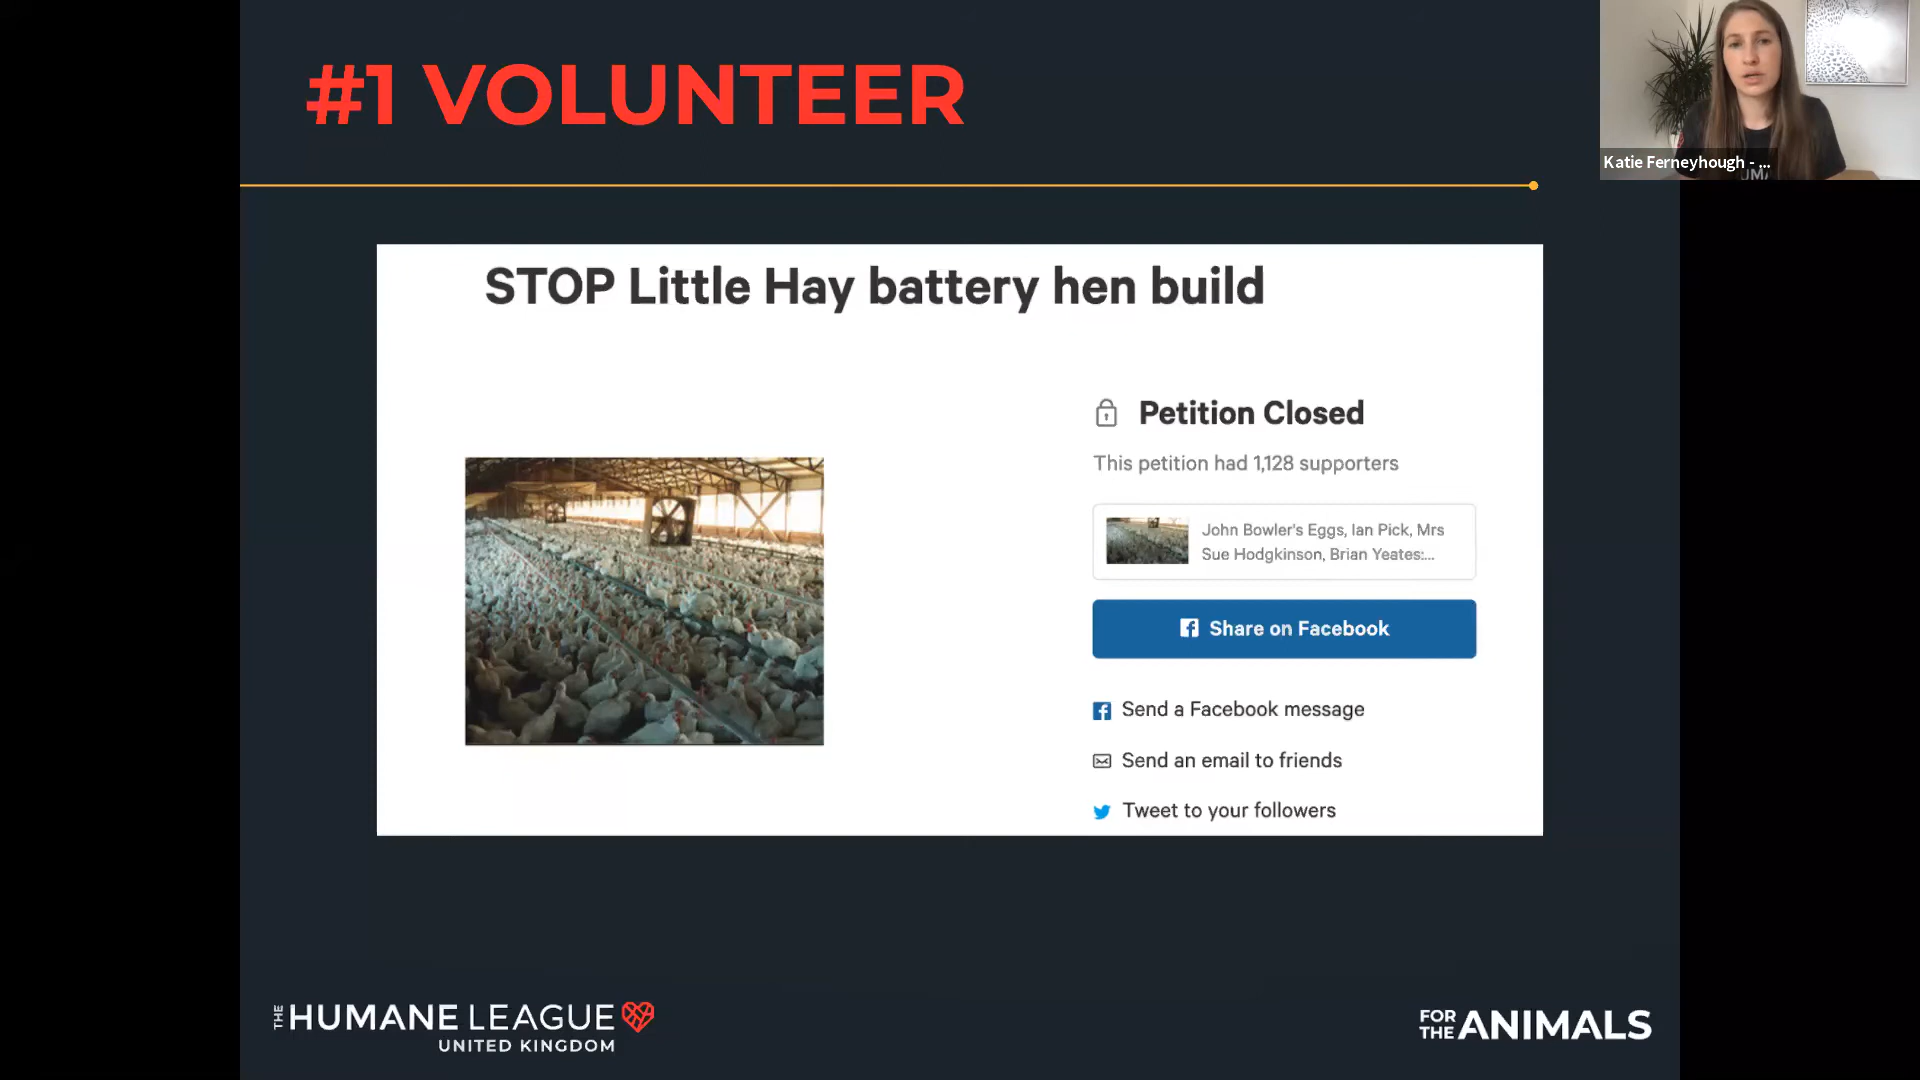 #1 VOLUNTEER
Katie Ferneyhough - ...
UMA
STOP Little Hay battery hen build
Petition Closed
This petition had 1,128 supporters
John Bowler's Eggs, Ian Pick, Mrs
Sue Hodgkinson, Brian Yeates:...
Share on Facebook
Send a Facebook message
Send an email to friends
Tweet to your followers
THE HUMANE LEAGUE
UNITED KINGDOM
FOR THE ANIMALS